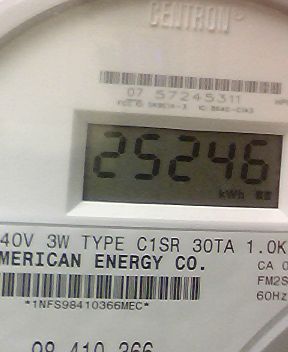 CENTRON®
07 57245311
25246
kWh
40V 3W TYPE C1SR 30TA 1.0K
MERICAN ENERGY CO.
CA 0
FM2S
60Hz
*1NFS98410366MEC*
98 410 366